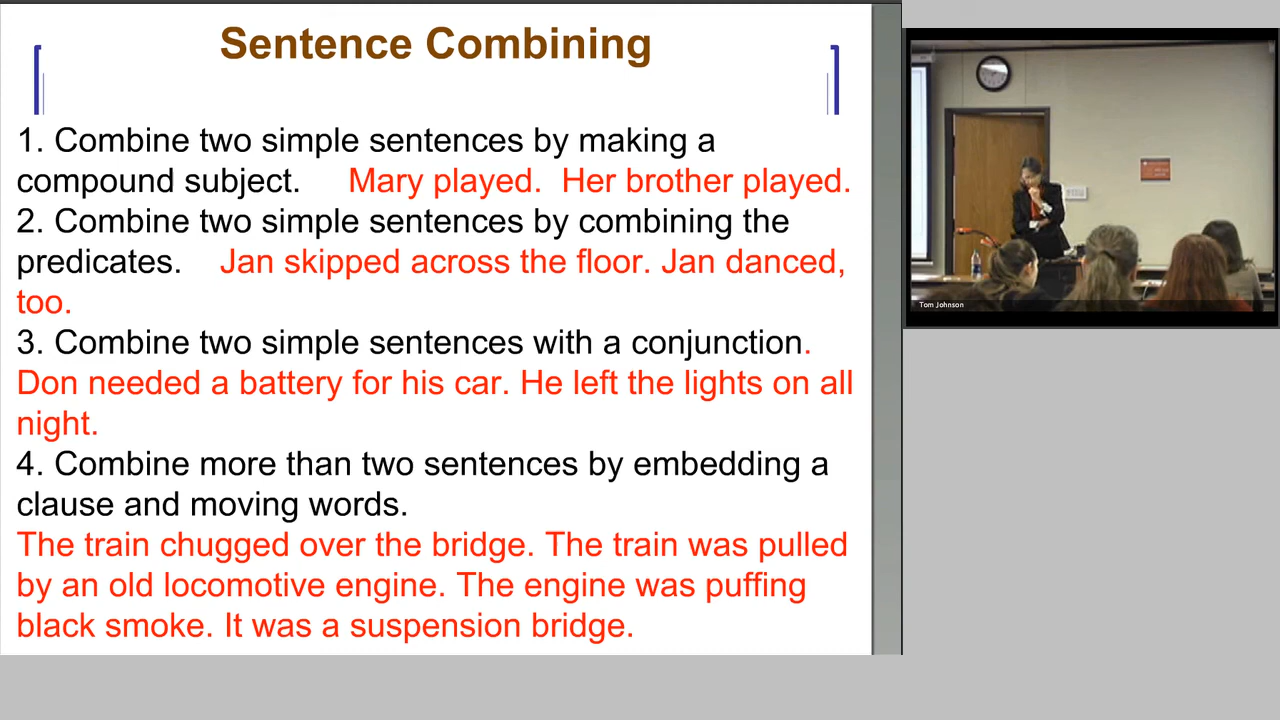 Sentence Combining
1. Combine two simple sentences by making a
compound subject. Mary played. Her brother played.
2. Combine two simple sentences by combining the
predicates. Jan skipped across the floor. Jan danced,
too.
3. Combine two simple sentences with a conjunction.
Don needed a battery for his car. He left the lights on all
night.
4. Combine more than two sentences by embedding a
clause and moving words.
The train chugged over the bridge. The train was pulled
by an old locomotive engine. The engine was puffing
black smoke. It was a suspension bridge.
Tom Johnson